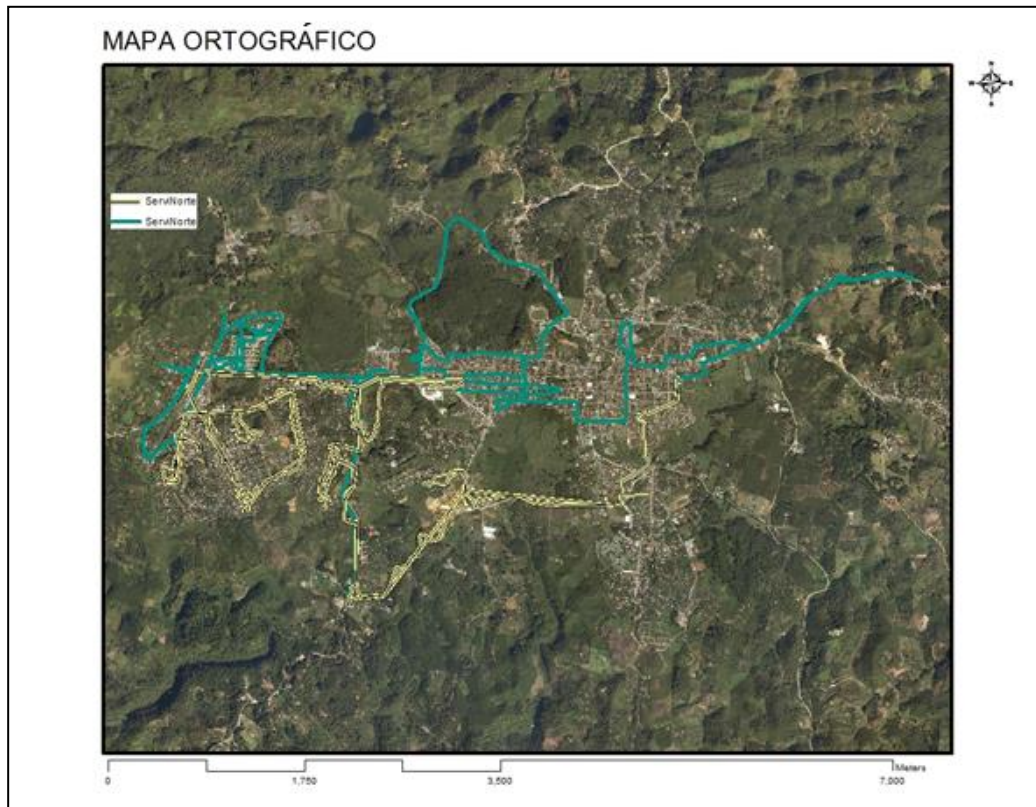 MAPA ORTOGRÁFICO
ServiNorte
ServiNorte
Meters
0 1,750 3,500 7,000